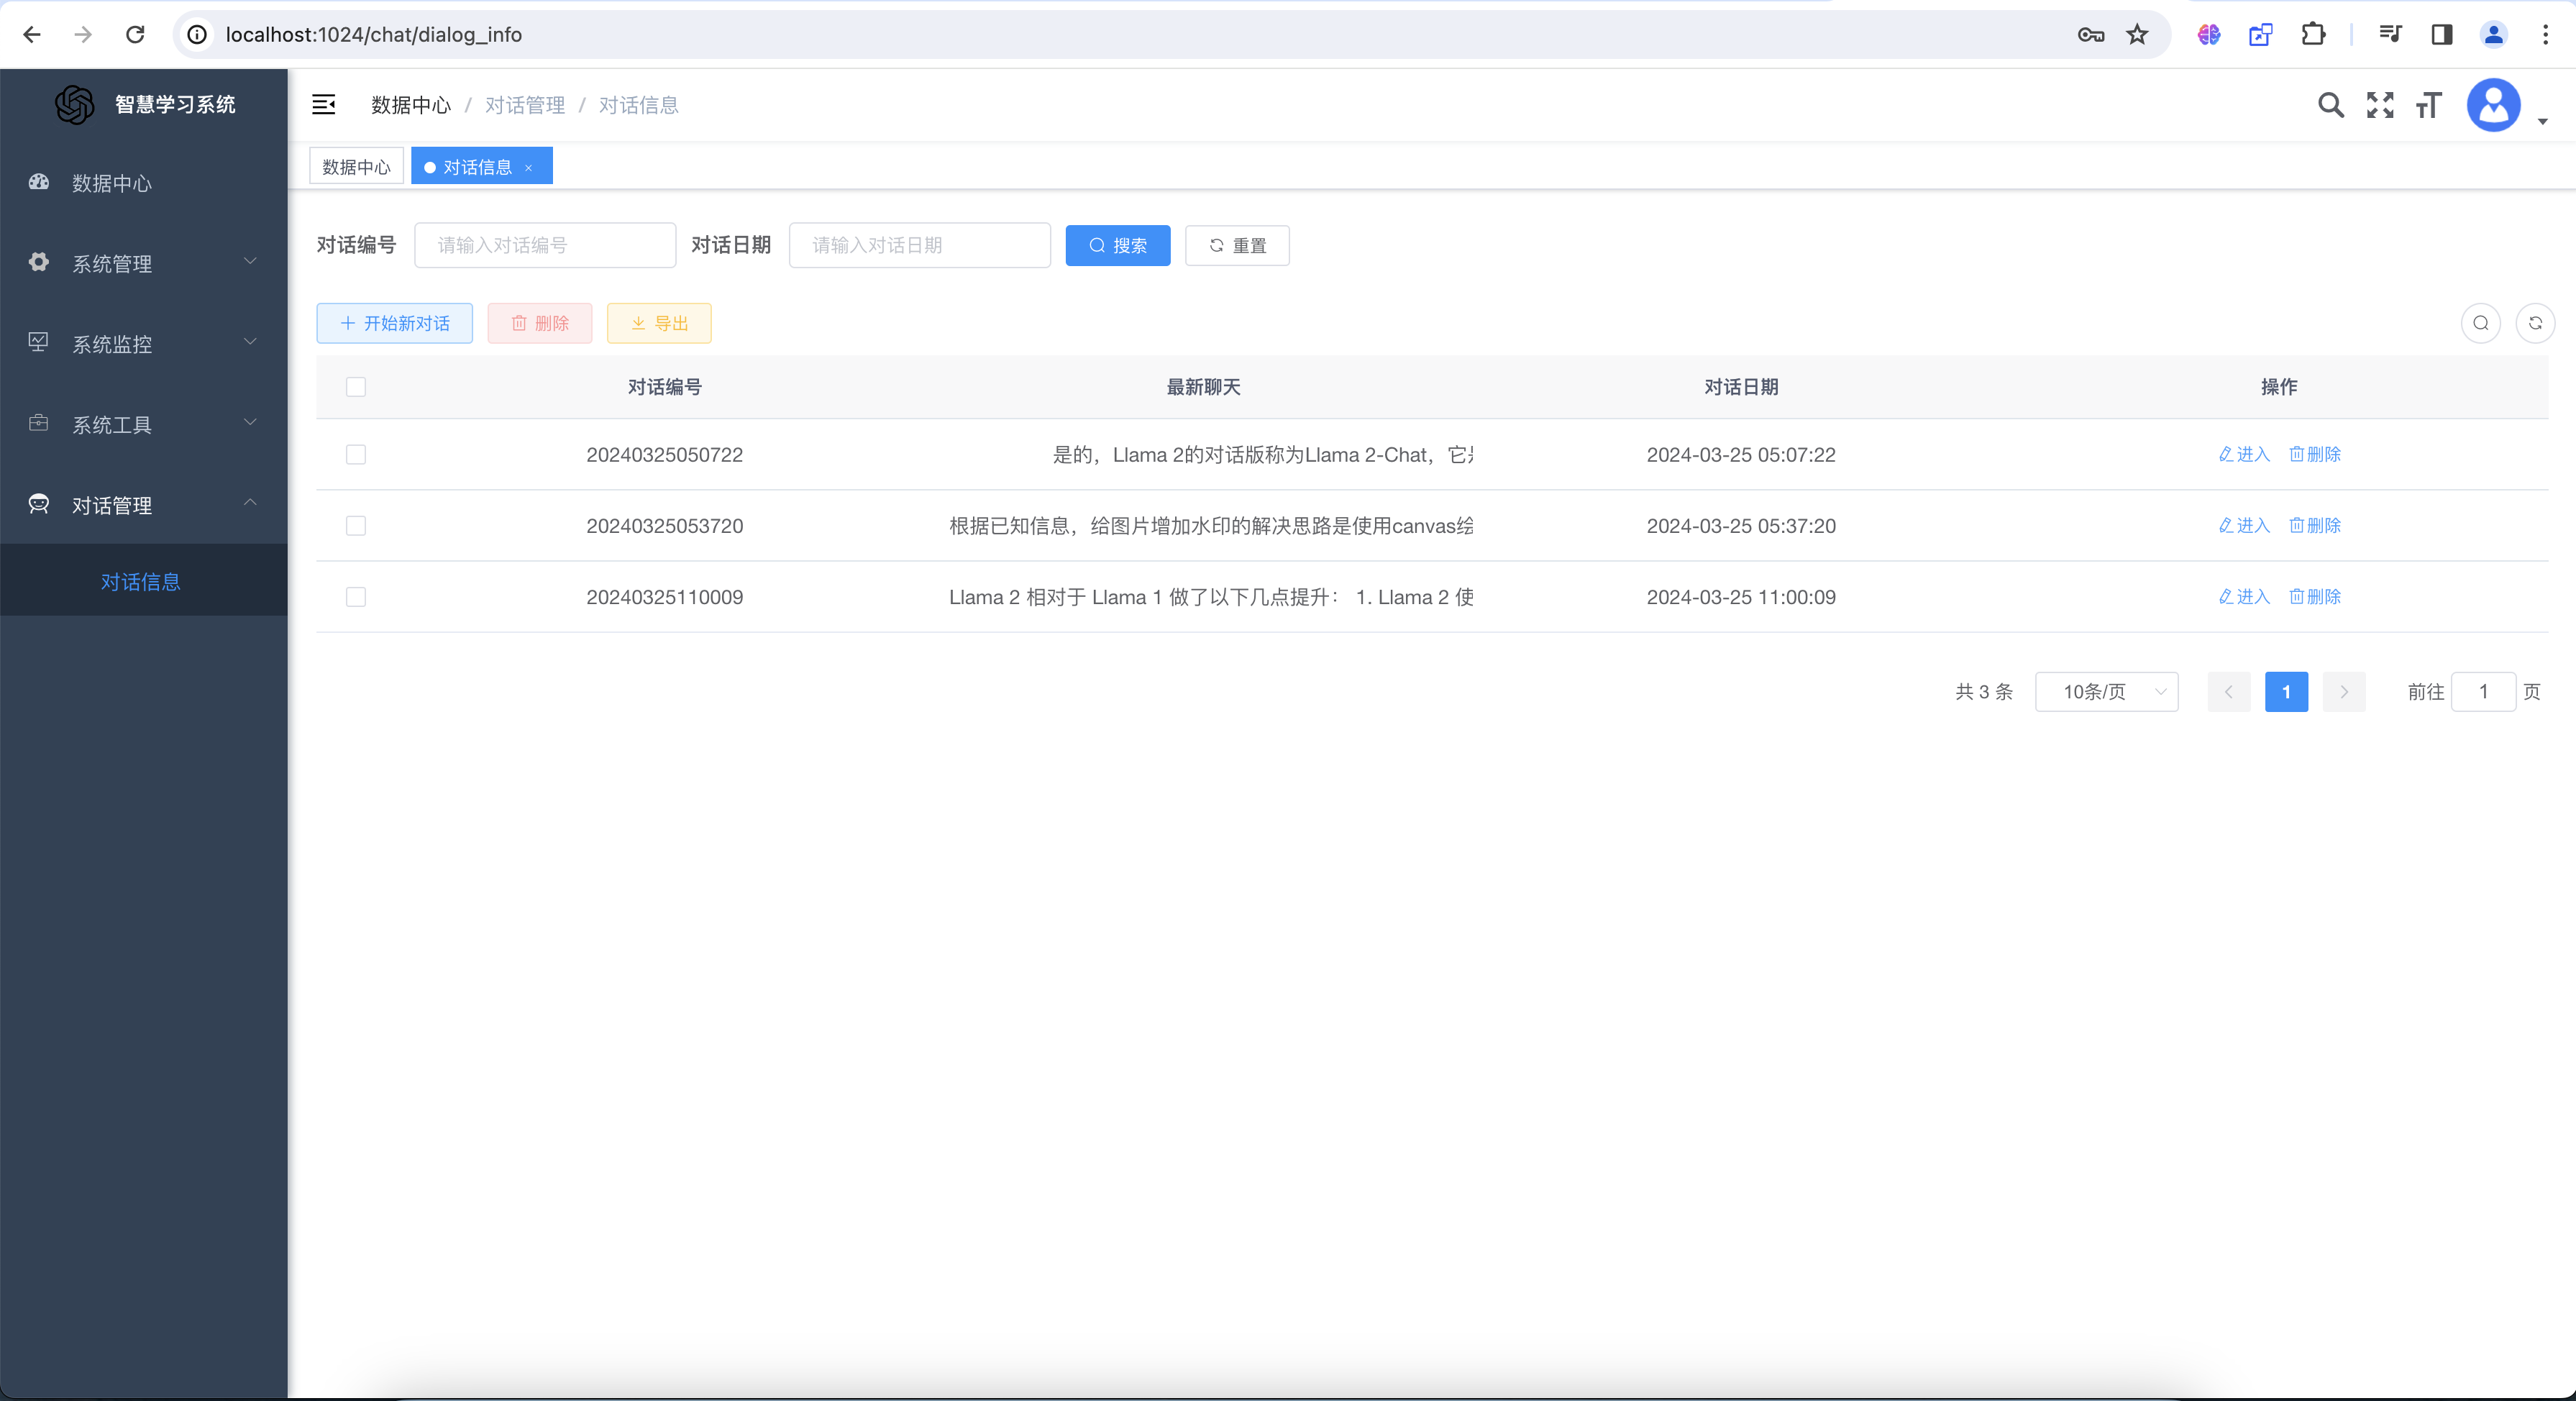 localhost:1024/chat/dialog_info
智慧学习系统
数据中心 / 对话管理 / 对话信息
数据中心
对话信息 ×
数据中心
系统管理
系统监控
系统工具
对话管理
对话信息
对话编号 请输入对话编号 对话日期 请输入对话日期 搜索 重置
开始新对话 删除 导出
对话编号 最新聊天 对话日期 操作
20240325050722 是的，Llama 2的对话版称为Llama 2-Chat，它 2024-03-25 05:07:22 进入 删除
20240325053720 根据已知信息，给图片增加水印的解决思路是使用canvas绘 2024-03-25 05:37:20 进入 删除
20240325110009 Llama 2 相对于 Llama 1 做了以下几点提升： 1. Llama 2 使 2024-03-25 11:00:09 进入 删除
共 3 条 10条/页 1 前往 1 页